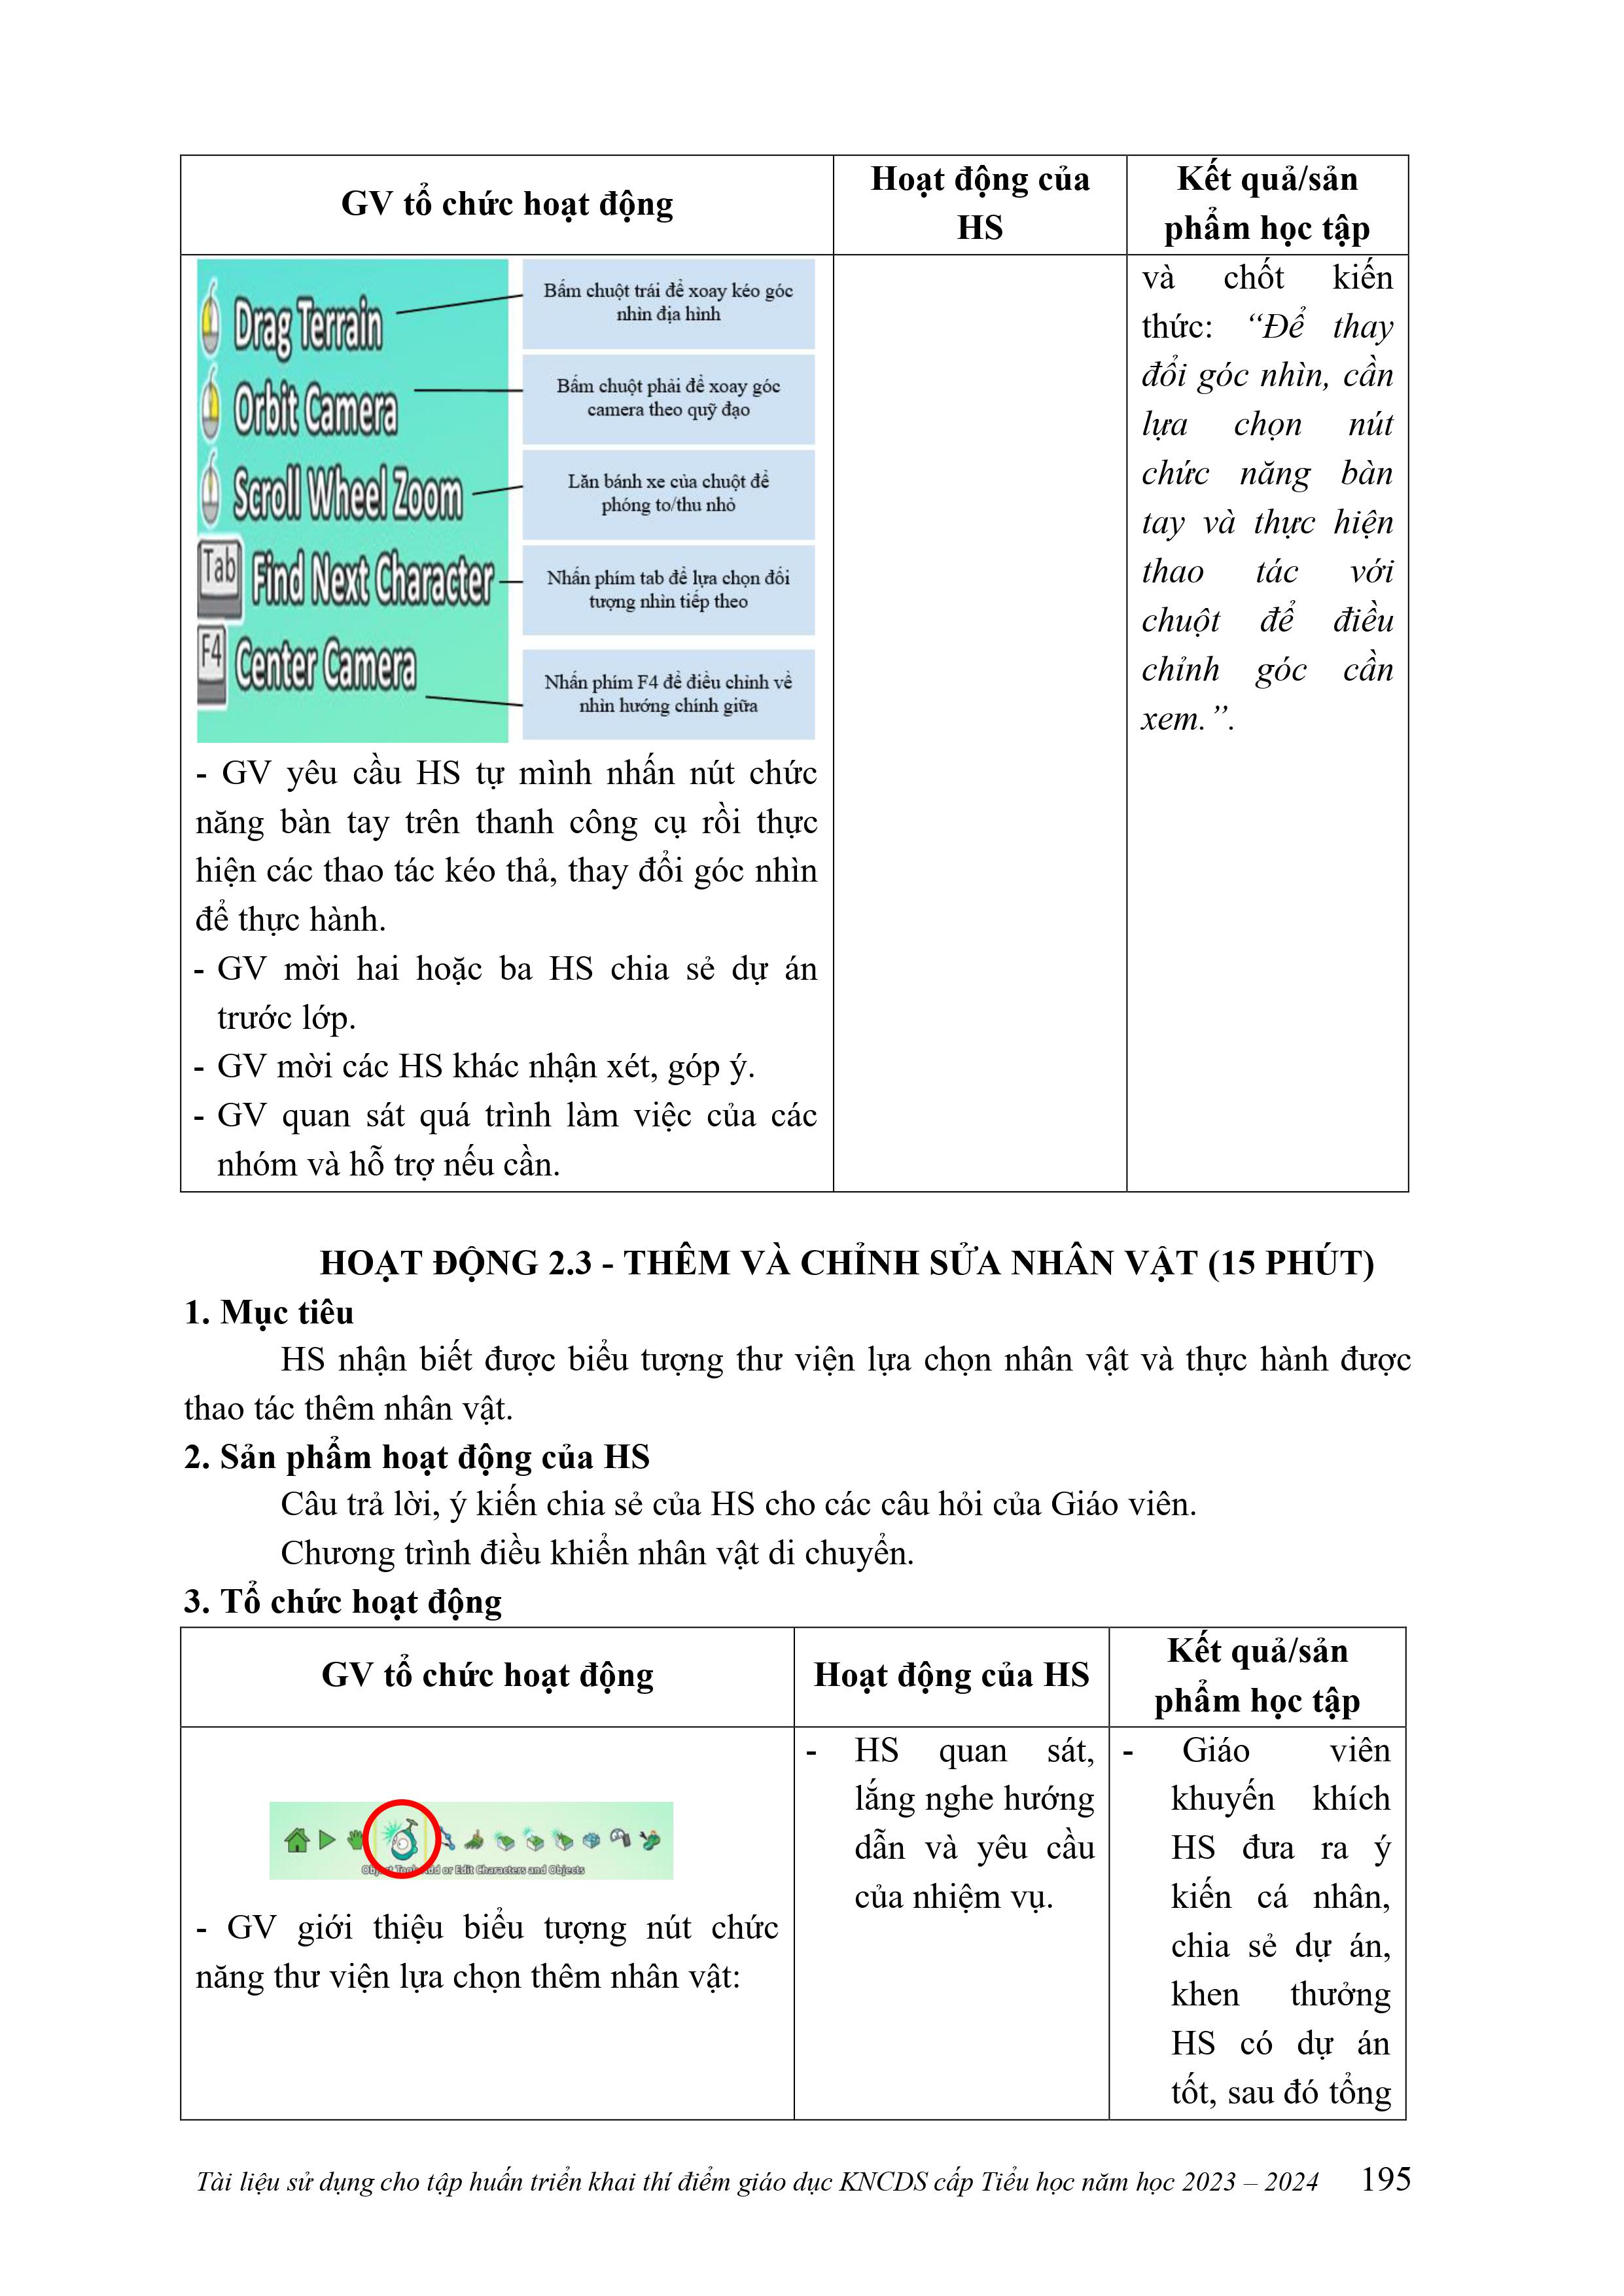 GV tổ chức hoạt động
Hoạt động của
HS
Kết quả/sản
phẩm học tập
Drag Terrain
Orbit Camera
Scroll Wheel Zoom
Tab Find Next Character
F4 Center Camera
Bấm chuột trái để xoay kéo góc
nhìn địa hình
Bấm chuột phải để xoay góc
camera theo quỹ đạo
Lăn bánh xe của chuột để
phóng to/thu nhỏ
Nhấn phím tab để lựa chọn đối
tượng nhìn tiếp theo
Nhấn phím F4 để điều chỉnh về
nhìn hướng chính giữa
- GV yêu cầu HS tự mình nhấn nút chức
năng bàn tay trên thanh công cụ rồi thực
hiện các thao tác kéo thả, thay đổi góc nhìn
để thực hành.
- GV mời hai hoặc ba HS chia sẻ dự án
trước lớp.
- GV mời các HS khác nhận xét, góp ý.
- GV quan sát quá trình làm việc của các
nhóm và hỗ trợ nếu cần.
và chốt kiến
thức: “Để thay
đổi góc nhìn, cần
lựa chọn nút
chức năng bàn
tay và thực hiện
thao tác với
chuột để điều
chỉnh góc cần
xem.”.
HOẠT ĐỘNG 2.3 - THÊM VÀ CHỈNH SỬA NHÂN VẬT (15 PHÚT)
1. Mục tiêu
HS nhận biết được biểu tượng thư viện lựa chọn nhân vật và thực hành được
thao tác thêm nhân vật.
2. Sản phẩm hoạt động của HS
Câu trả lời, ý kiến chia sẻ của HS cho các câu hỏi của Giáo viên.
Chương trình điều khiển nhân vật di chuyển.
3. Tổ chức hoạt động
GV tổ chức hoạt động
Hoạt động của HS
Kết quả/sản
phẩm học tập
or Edit Characters and Objects
- GV giới thiệu biểu tượng nút chức
năng thư viện lựa chọn thêm nhân vật:
- HS quan sát,
lắng nghe hướng
dẫn và yêu cầu
của nhiệm vụ.
- Giáo viên
khuyến khích
HS đưa ra ý
kiến cá nhân,
chia sẻ dự án,
khen thưởng
HS có dự án
tốt, sau đó tổng
Tài liệu sử dụng cho tập huấn triển khai thí điểm giáo dục KNCDS cấp Tiểu học năm học 2023 – 2024 195